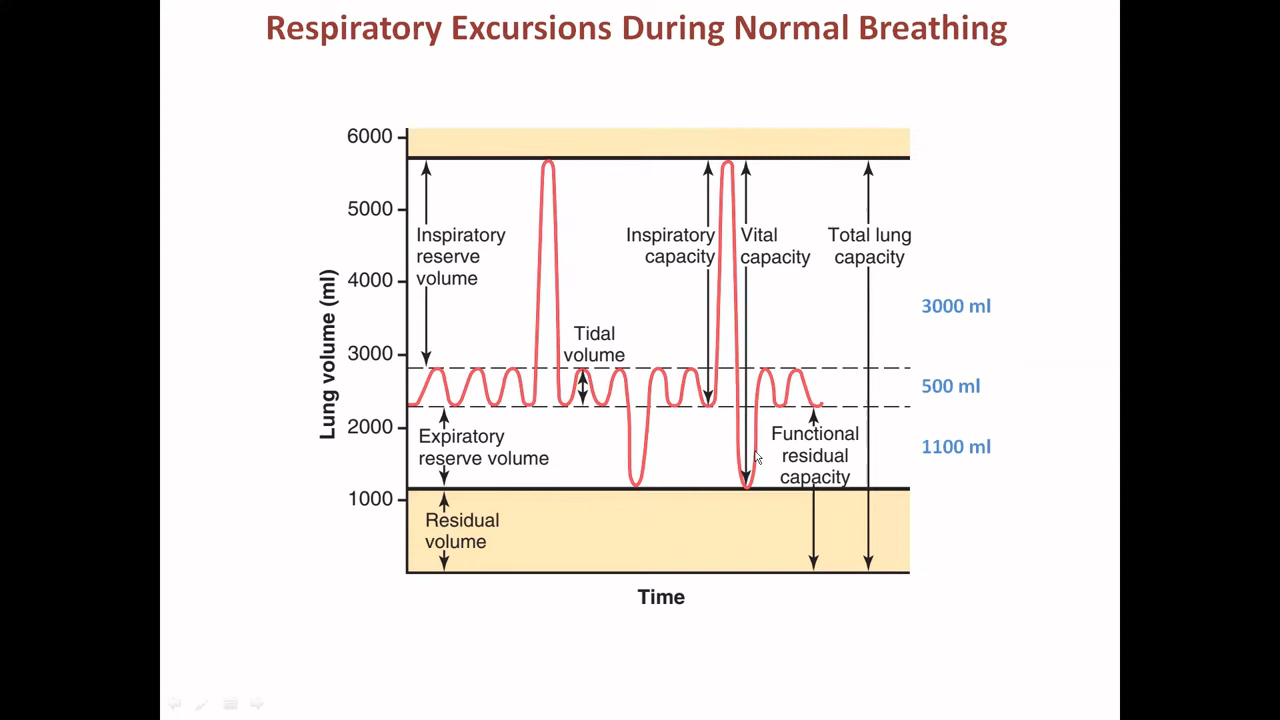 Respiratory Excursions During Normal Breathing
6000
5000
4000
3000
2000
1000
Lung volume (ml)
Inspiratory
reserve
volume
Tidal
volume
Inspiratory
capacity
Vital
capacity
Total lung
capacity
Expiratory
reserve volume
Functional
residual
capacity
Residual
volume
3000 ml
500 ml
1100 ml
Time